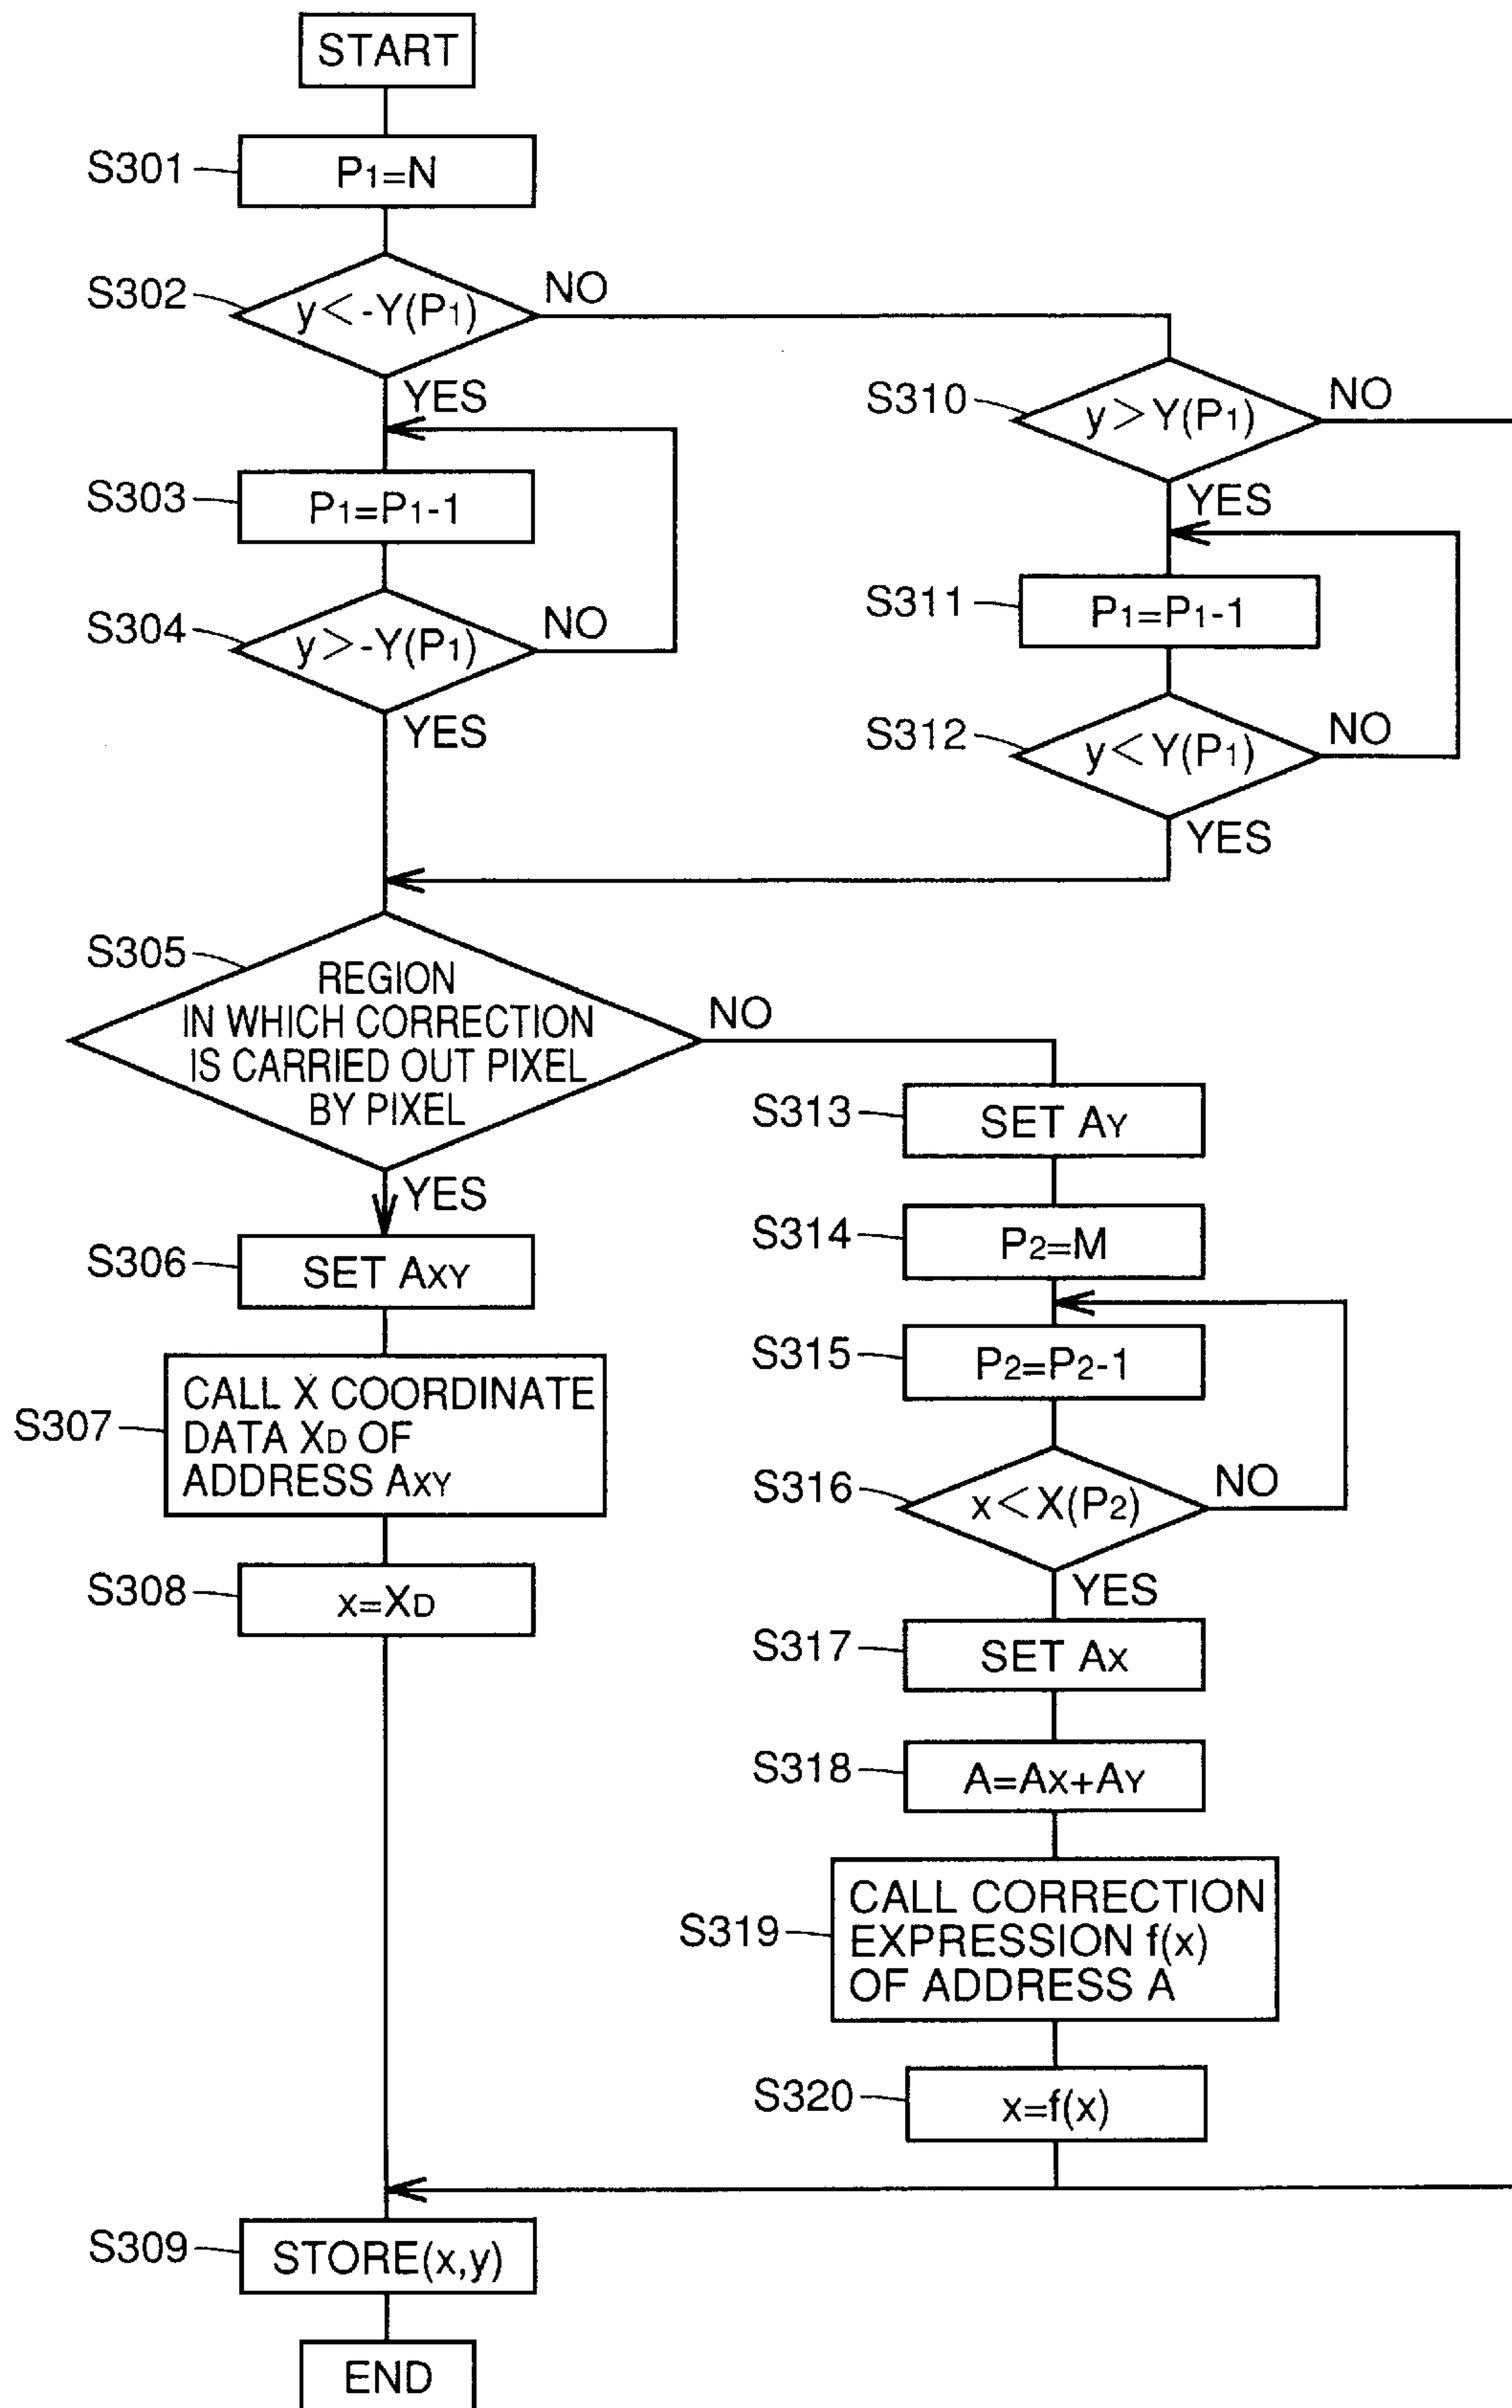 START
S301
P1=N
S302
y<-Y(P1)
NO
YES
S303
P1=P1-1
S304
y>-Y(P1)
NO
YES
S310
y>Y(P1)
NO
YES
S311
P1=P1-1
S312
y<Y(P1)
NO
YES
S305
REGION
IN WHICH CORRECTION
IS CARRIED OUT PIXEL
BY PIXEL
NO
YES
S306
SET AXY
S307
CALL X COORDINATE
DATA XD OF
ADDRESS AXY
S308
x=XD
S313
SET AY
S314
P2=M
S315
P2=P2-1
S316
x<X(P2)
NO
YES
S317
SET AX
S318
A=AX+AY
S319
CALL CORRECTION
EXPRESSION f(x)
OF ADDRESS A
S320
x=f(x)
S309
STORE(x,y)
END